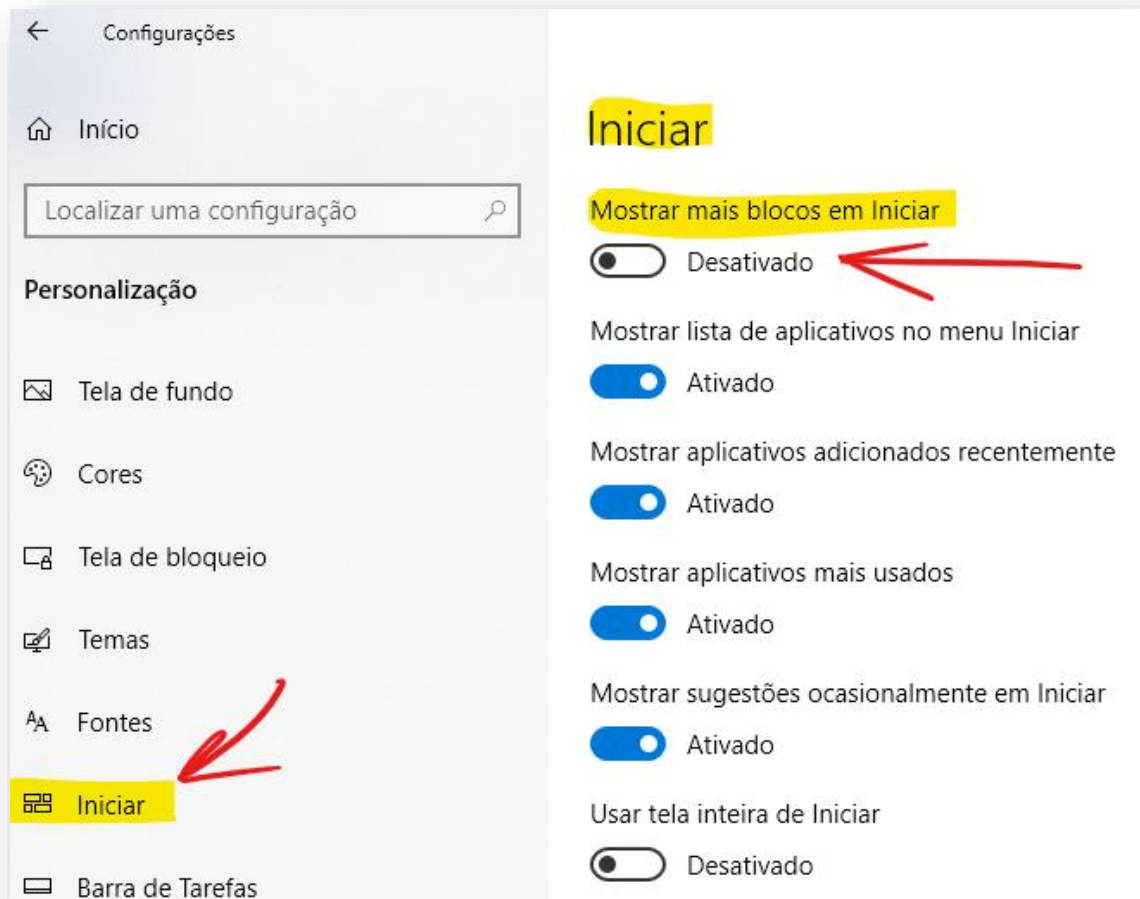 Configurações
Início
Localizar uma configuração
Personalização
Tela de fundo
Cores
Tela de bloqueio
Temas
Fontes
Iniciar
Barra de Tarefas
Iniciar
Mostrar mais blocos em Iniciar
Desativado
Mostrar lista de aplicativos no menu Iniciar
Ativado
Mostrar aplicativos adicionados recentemente
Ativado
Mostrar aplicativos mais usados
Ativado
Mostrar sugestões ocasionalmente em Iniciar
Ativado
Usar tela inteira de Iniciar
Desativado